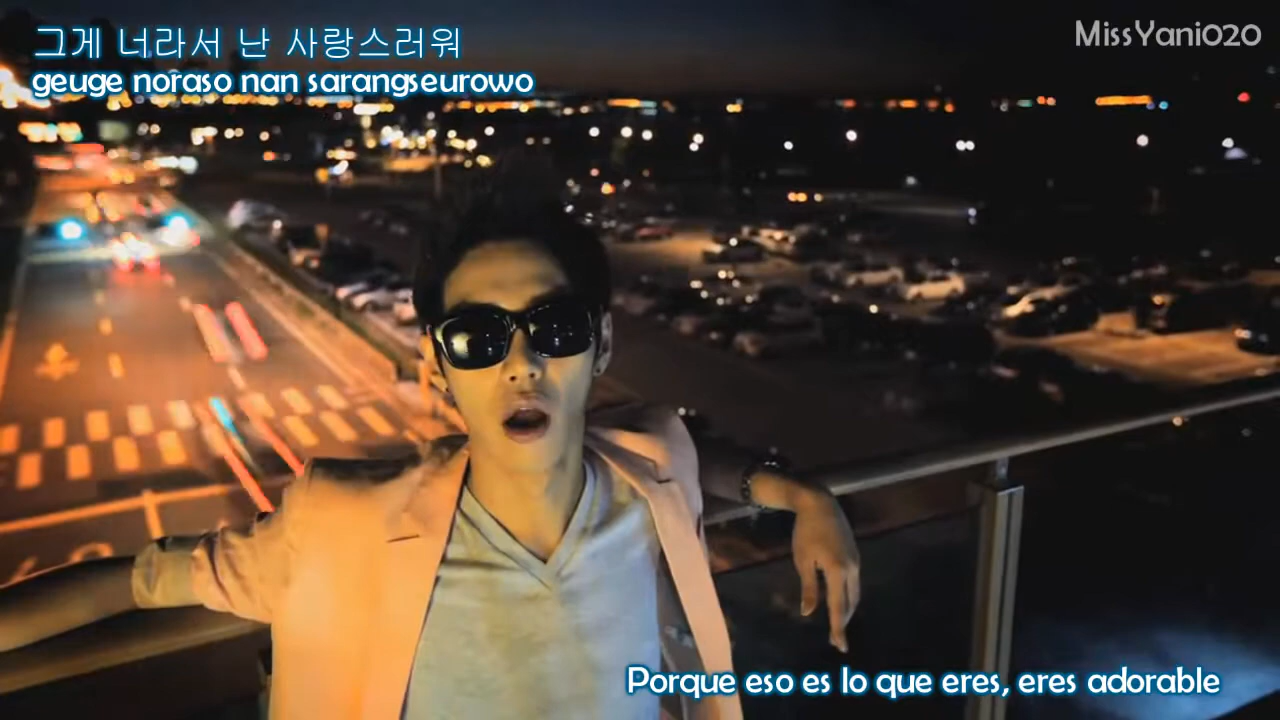 그게 너라서 난 사랑스러워
MissYani020
geuge noraso nan sarangseurowo
Porque eso es lo que eres, eres adorable